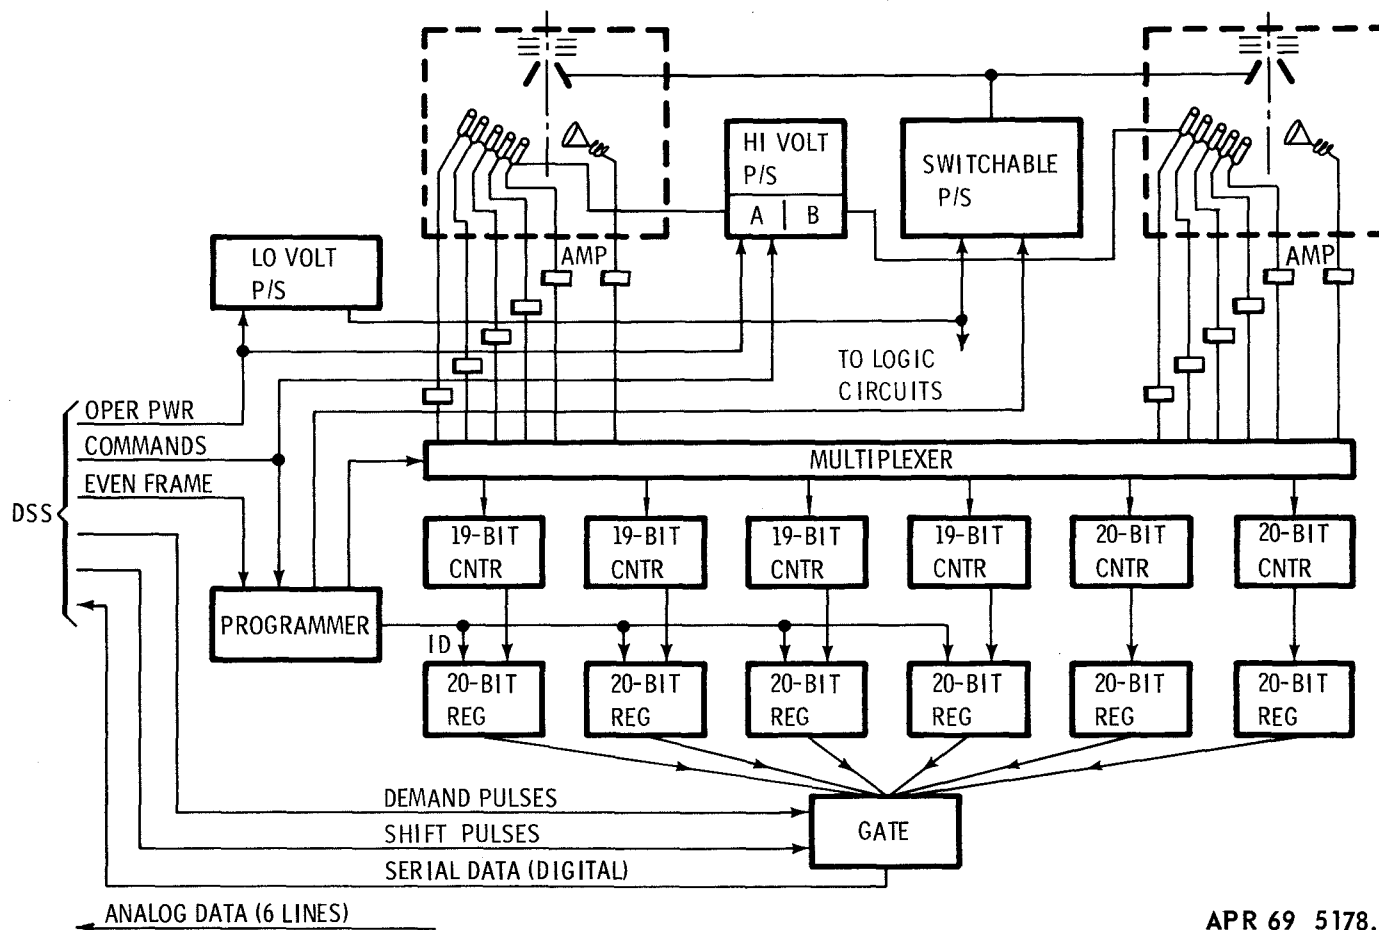 HI VOLT
P/S
A | B
SWITCHABLE
P/S
LO VOLT
P/S
AMP
AMP
TO LOGIC
CIRCUITS
OPER PWR
COMMANDS
EVEN FRAME
DSS
MULTIPLEXER
19-BIT
CNTR
19-BIT
CNTR
19-BIT
CNTR
19-BIT
CNTR
20-BIT
CNTR
20-BIT
CNTR
PROGRAMMER
ID
20-BIT
REG
20-BIT
REG
20-BIT
REG
20-BIT
REG
20-BIT
REG
20-BIT
REG
DEMAND PULSES
SHIFT PULSES
SERIAL DATA (DIGITAL)
GATE
ANALOG DATA (6 LINES)
APR 69 5178.